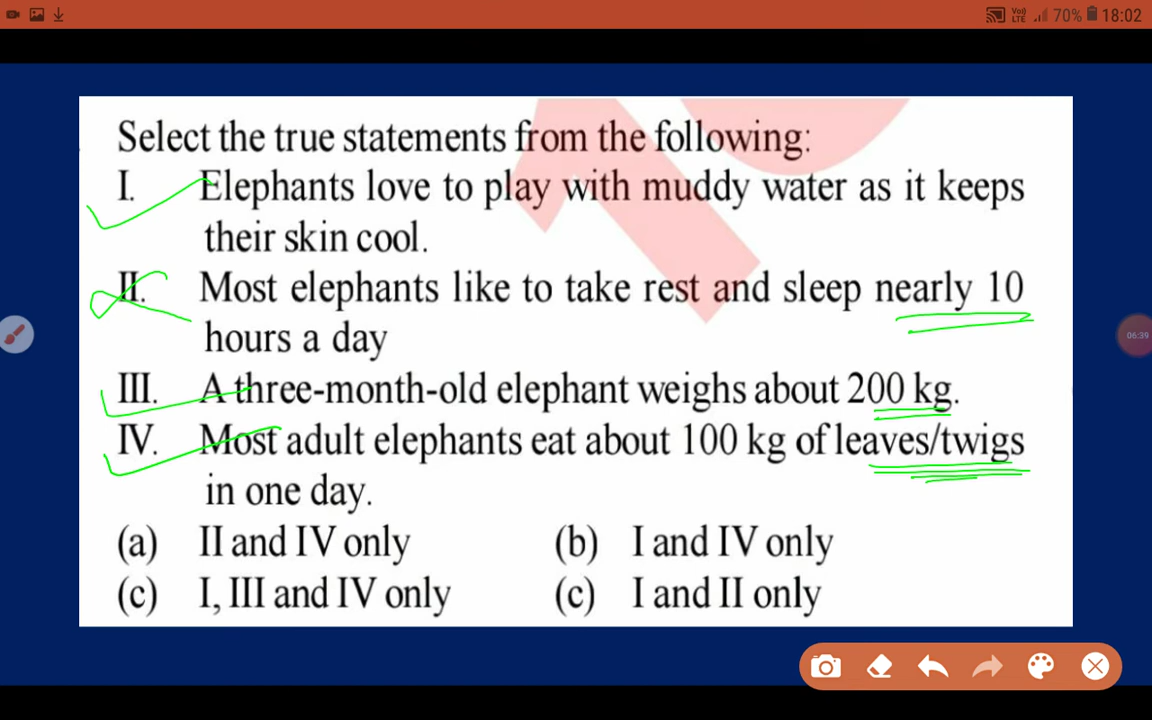 Vol)
LTE 70% 18:02
Select the true statements from the following:
I. Elephants love to play with muddy water as it keeps
their skin cool.
II. Most elephants like to take rest and sleep nearly 10
hours a day
06:39
III. A three-month-old elephant weighs about 200 kg.
IV. Most adult elephants eat about 100 kg of leaves/twigs
in one day.
(a) II and IV only (b) I and IV only
(c) I, III and IV only (c) I and II only